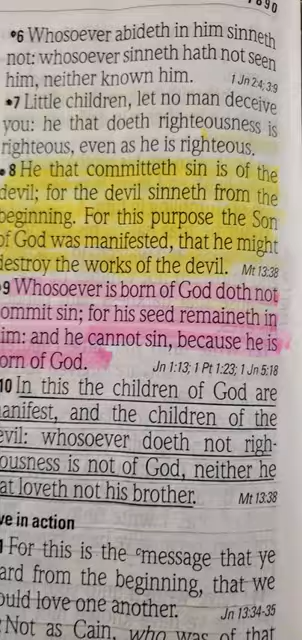 1890
•6 Whosoever abideth in him sinneth
not: whosoever sinneth hath not seen
him, neither known him. 1 Jn 2:4; 3:9
•7 Little children, let no man deceive
you: he that doeth righteousness is
righteous, even as he is righteous.
•8 He that committeth sin is of the
devil; for the devil sinneth from the
beginning. For this purpose the Son
of God was manifested, that he might
destroy the works of the devil. Mt 13:38
9 Whosoever is born of God doth not
ommit sin; for his seed remaineth in
im: and he cannot sin, because he is
orn of God. Jn 1:13; 1 Pt 1:23; 1 Jn 5:18
10 In this the children of God are
anifest, and the children of the
evil: whosoever doeth not righ-
ousness is not of God, neither he
at loveth not his brother. Mt 13:38
ve in action
For this is the cmessage that ye
ard from the beginning, that we
ould love one another. Jn 13:34-35
Not as Cain, who was of that